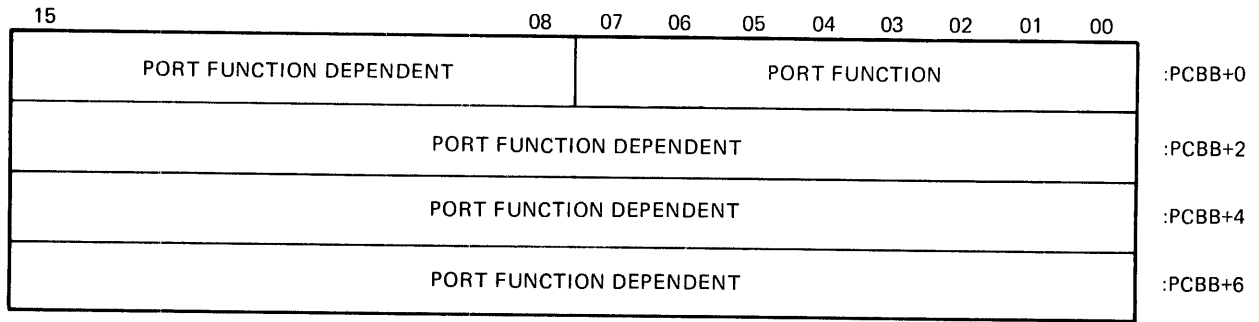 15 08 07 06 05 04 03 02 01 00
PORT FUNCTION DEPENDENT PORT FUNCTION :PCBB+0
PORT FUNCTION DEPENDENT :PCBB+2
PORT FUNCTION DEPENDENT :PCBB+4
PORT FUNCTION DEPENDENT :PCBB+6